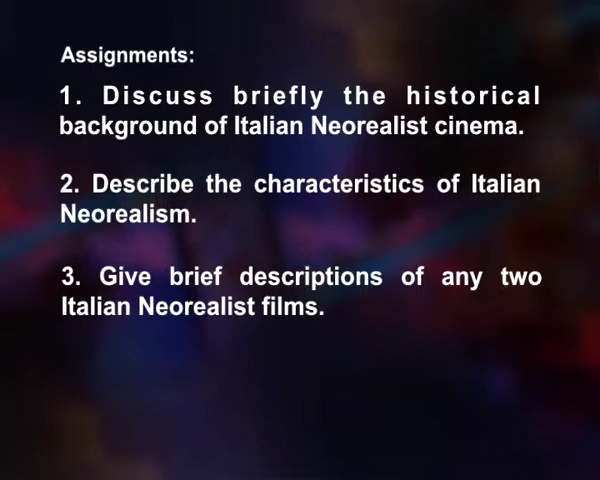 Assignments:
1. Discuss briefly the historical
background of Italian Neorealist cinema.
2. Describe the characteristics of Italian
Neorealism.
3. Give brief descriptions of any two
Italian Neorealist films.